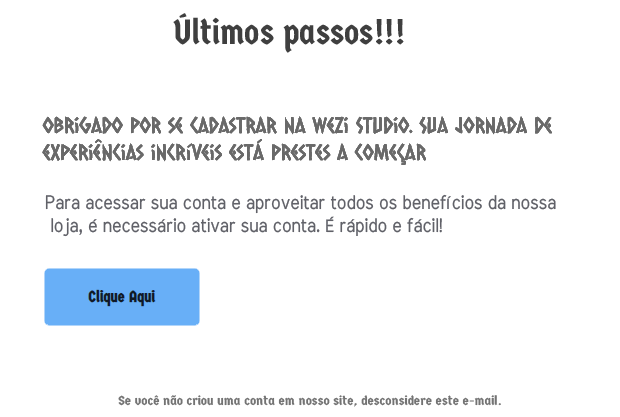 Últimos passos!!!
OBRiGADO POR SE CADASTRAR NA WEZi STUDiO. SUA JORNADA DE
EXPERiÊNCiAS iNCRÍVEiS ESTÁ PRESTES A COMEÇAR
Para acessar sua conta e aproveitar todos os benefícios da nossa
loja, é necessário ativar sua conta. É rápido e fácil!
Clique Aqui
Se você não criou uma conta em nosso site, desconsidere este e-mail.